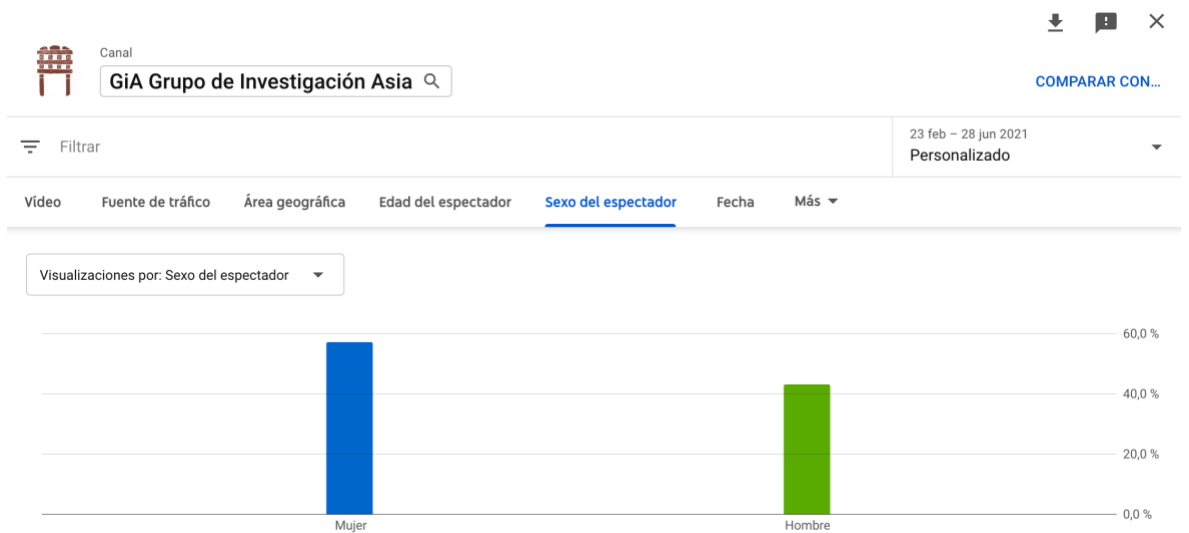 Canal
GiA Grupo de Investigación Asia
COMPARAR CON...
Filtrar
23 feb – 28 jun 2021
Personalizado
Vídeo Fuente de tráfico Área geográfica Edad del espectador Sexo del espectador Fecha Más
Visualizaciones por: Sexo del espectador
60,0 %
40,0 %
20,0 %
0,0 %
Mujer Hombre